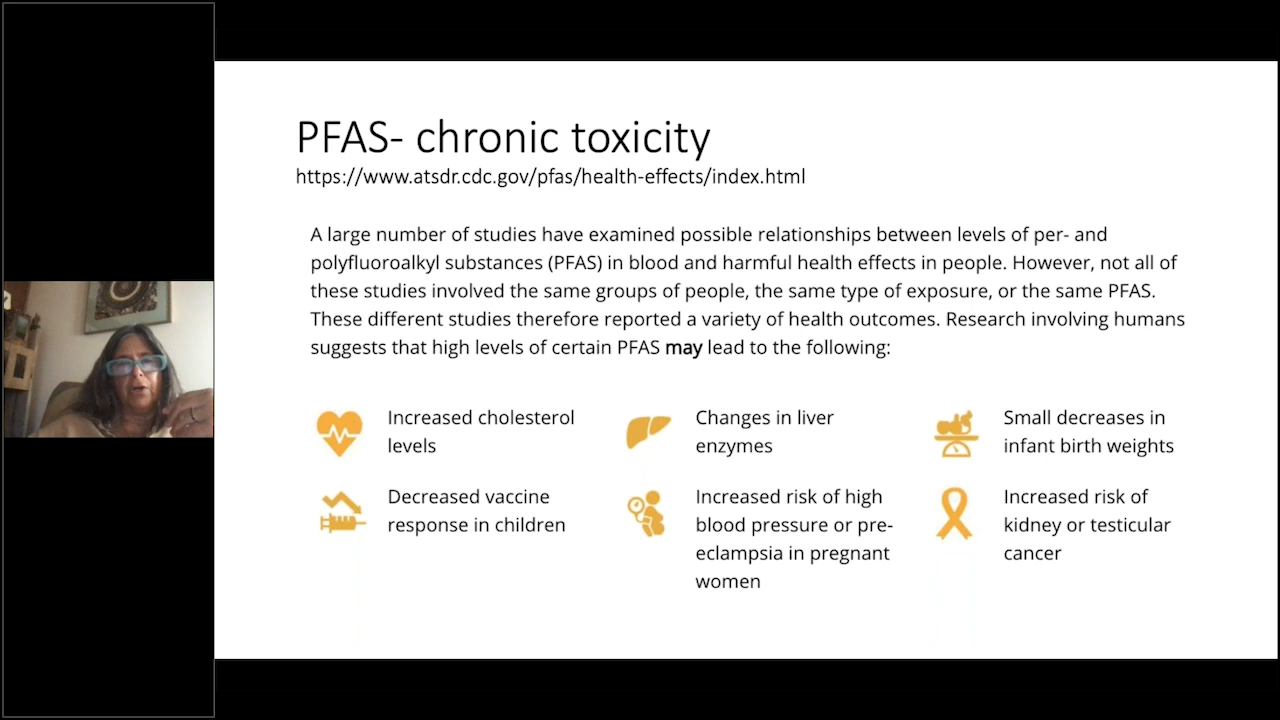 PFAS- chronic toxicity
https://www.atsdr.cdc.gov/pfas/health-effects/index.html
A large number of studies have examined possible relationships between levels of per- and
polyfluoroalkyl substances (PFAS) in blood and harmful health effects in people. However, not all of
these studies involved the same groups of people, the same type of exposure, or the same PFAS.
These different studies therefore reported a variety of health outcomes. Research involving humans
suggests that high levels of certain PFAS may lead to the following:
Increased cholesterol
levels
Changes in liver
enzymes
Small decreases in
infant birth weights
Decreased vaccine
response in children
Increased risk of high
blood pressure or pre-
eclampsia in pregnant
women
Increased risk of
kidney or testicular
cancer